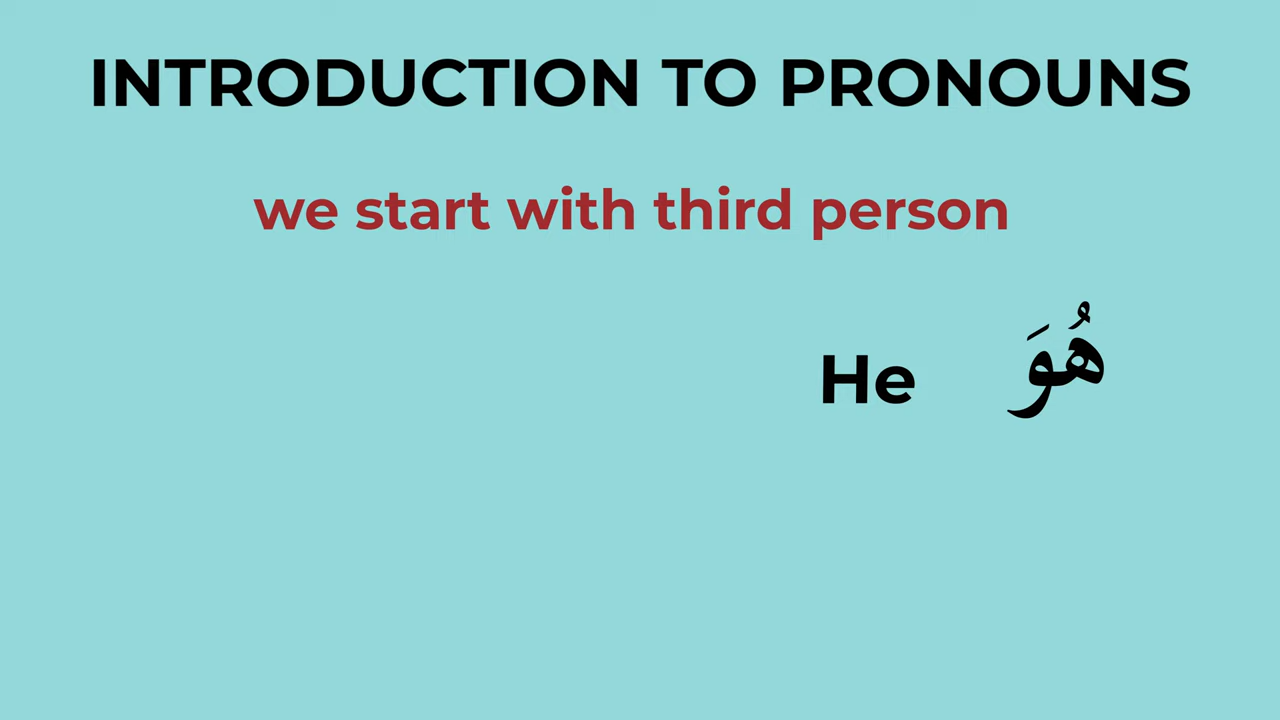 INTRODUCTION TO PRONOUNS
we start with third person
He هُوَ